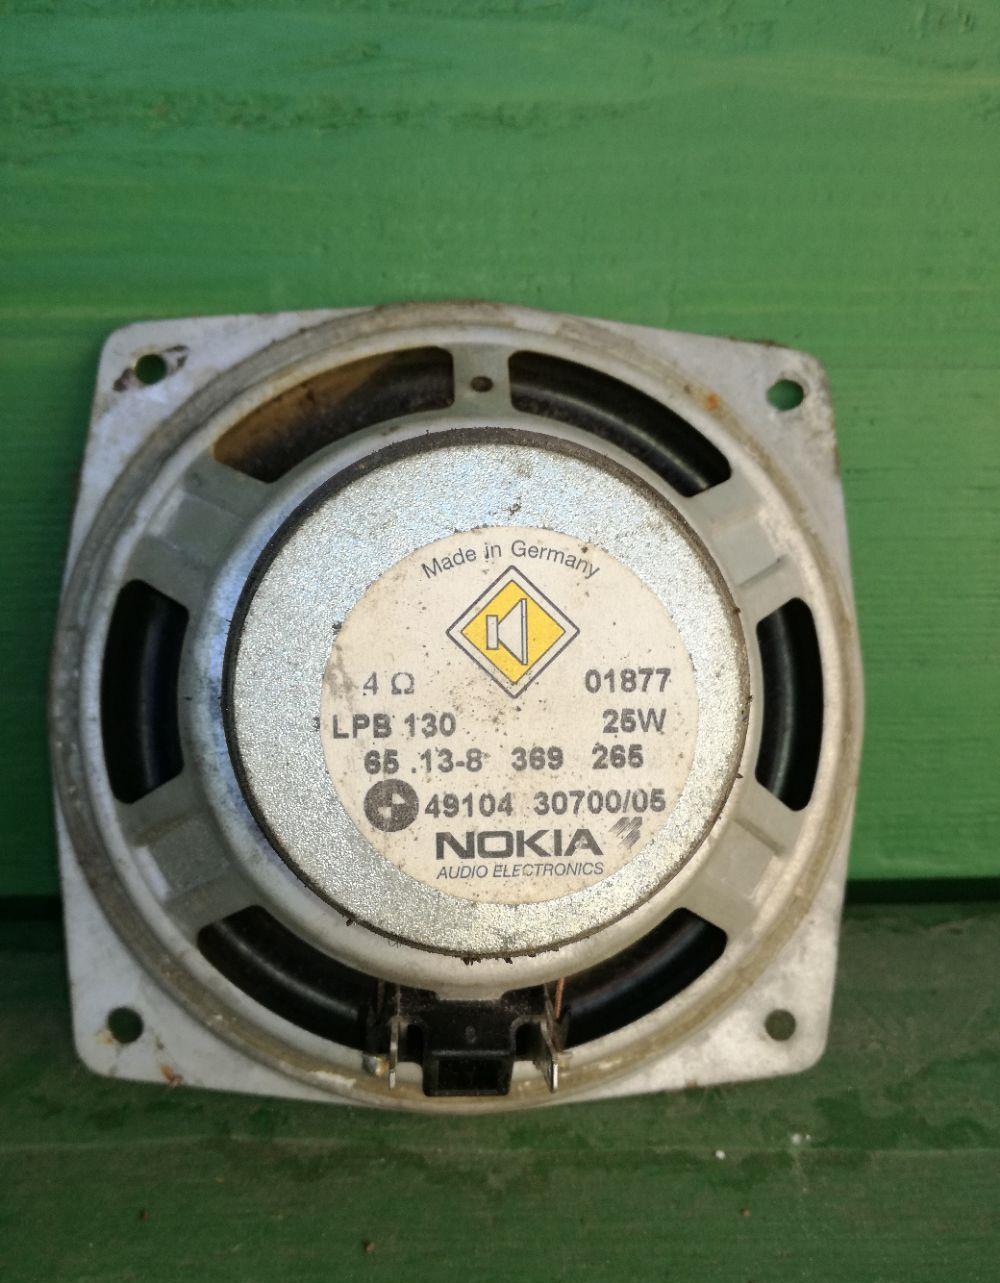 Made in Germany
4 Ω 01877
LPB 130 25W
65 .13-8 369 265
49104 30700/05
NOKIA
AUDIO ELECTRONICS